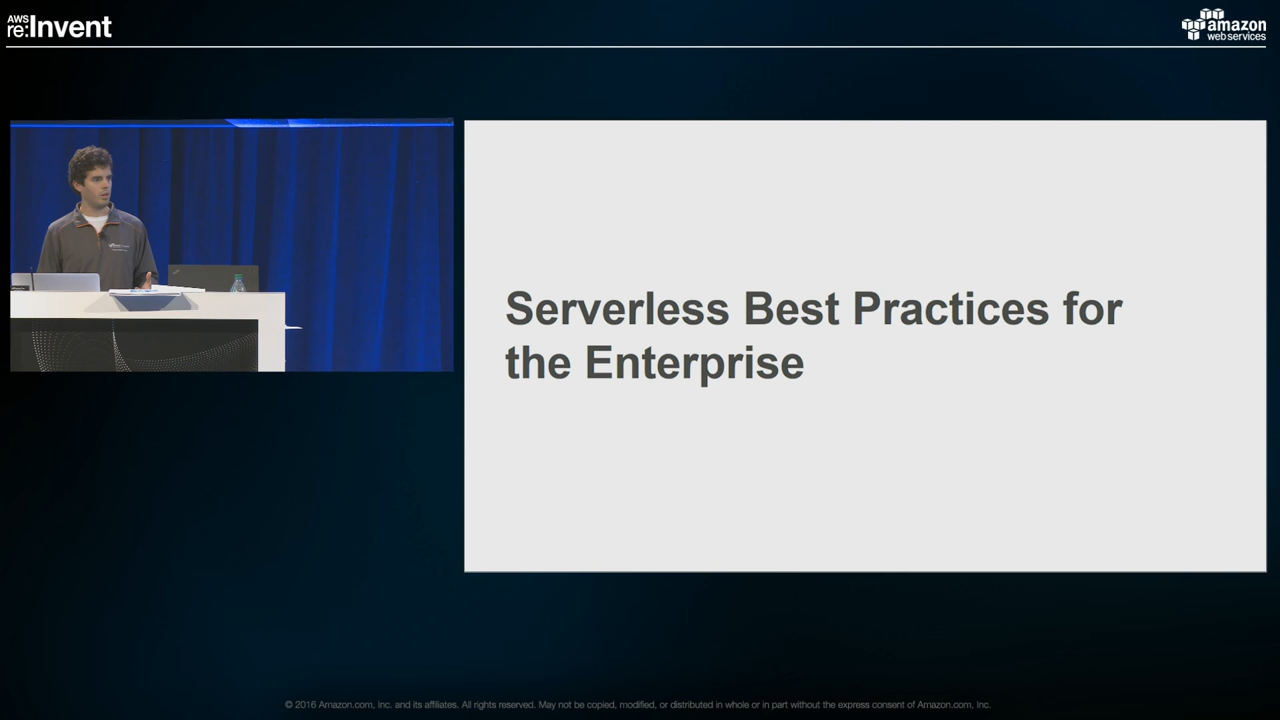 AWS
re:Invent
amazon
webservices
Serverless Best Practices for
the Enterprise
© 2016 Amazon.com, Inc. and its affiliates. All rights reserved. May not be copied, modified, or distributed in whole or in part without the express consent of Amazon.com, Inc.